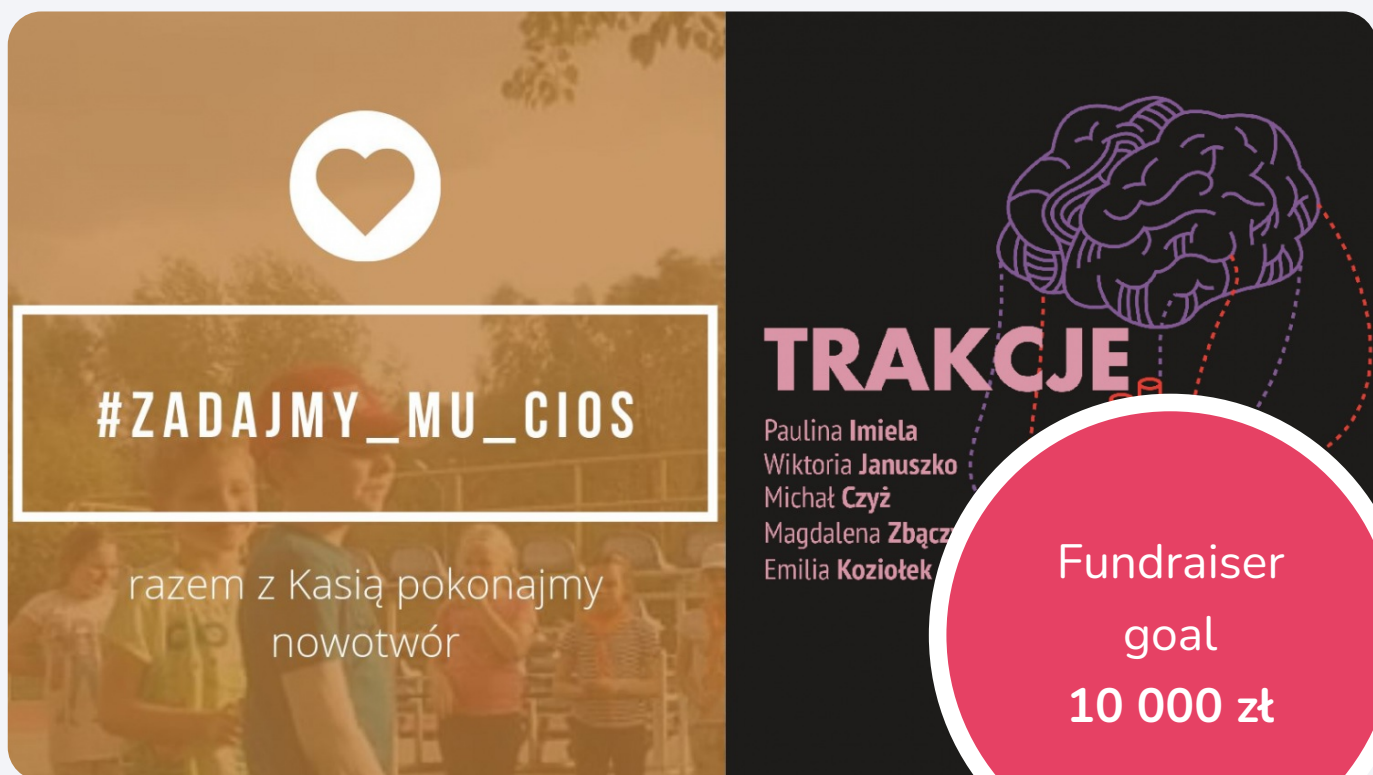 #ZADAJMY_MU_CIOS
razem z Kasią pokonajmy
nowotwór
TRAKCJE
Paulina Imiela
Wiktoria Januszko
Michał Czyż
Magdalena
Emilia Koziołek
Fundraiser
goal
10 000 zł